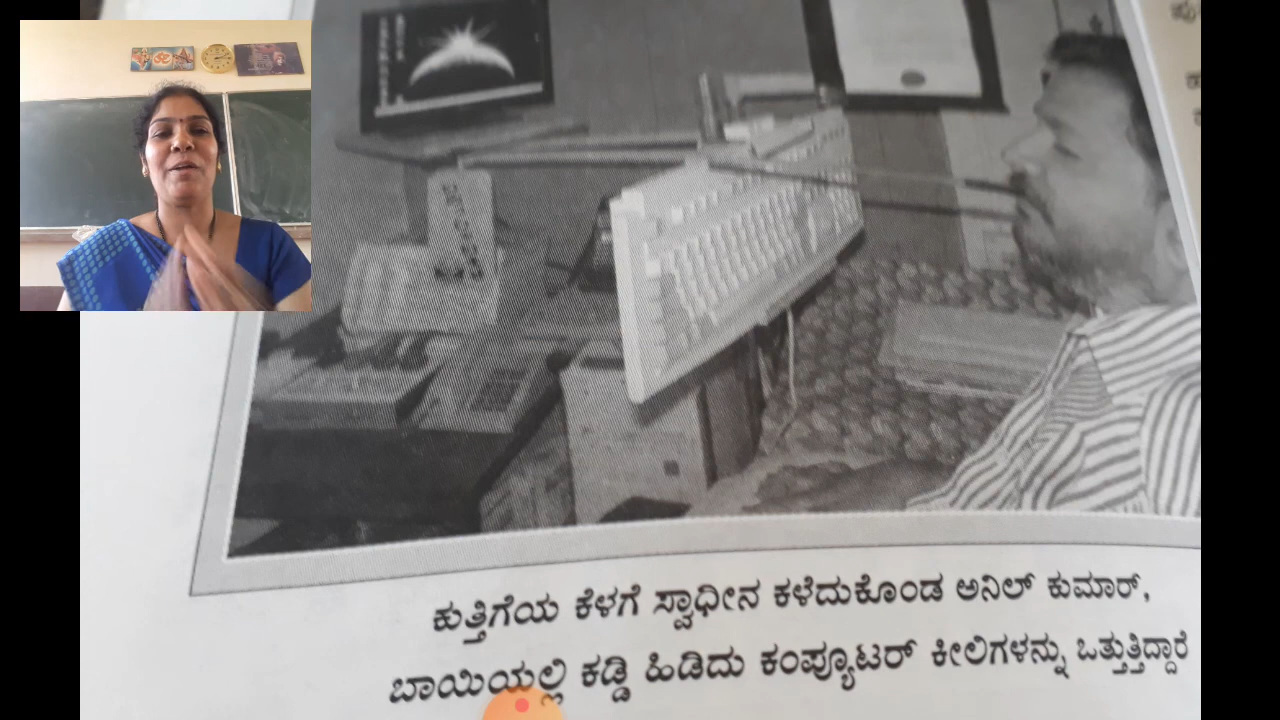 ಕುತ್ತಿಗೆಯ ಕೆಳಗೆ ಸ್ವಾಧೀನ ಕಳೆದುಕೊಂಡ ಅನಿಲ್ ಕುಮಾರ್,
ಬಾಯಿಯಲ್ಲಿ ಕಡ್ಡಿ ಹಿಡಿದು ಕಂಪ್ಯೂಟರ್ ಕೀಲಿಗಳನ್ನು ಒತ್ತುತ್ತಿದ್ದಾರೆ